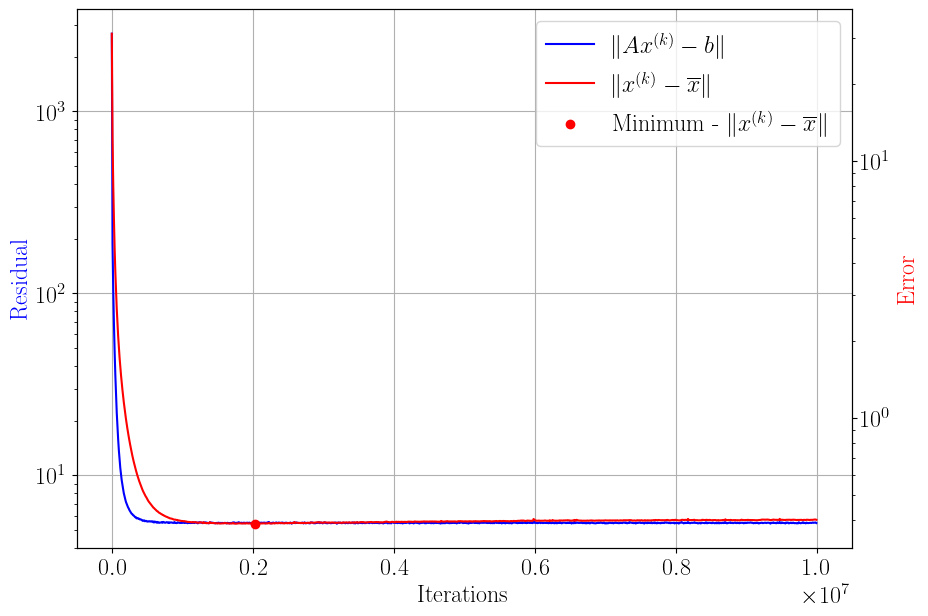 ‖Ax^{(k)} − b‖
‖x^{(k)} − x̅‖
Minimum - ‖x^{(k)} − x̅‖
Residual
10^3
10^2
10^1
Error
10^1
10^0
0.0 0.2 0.4 0.6 0.8 1.0
Iterations
×10^7